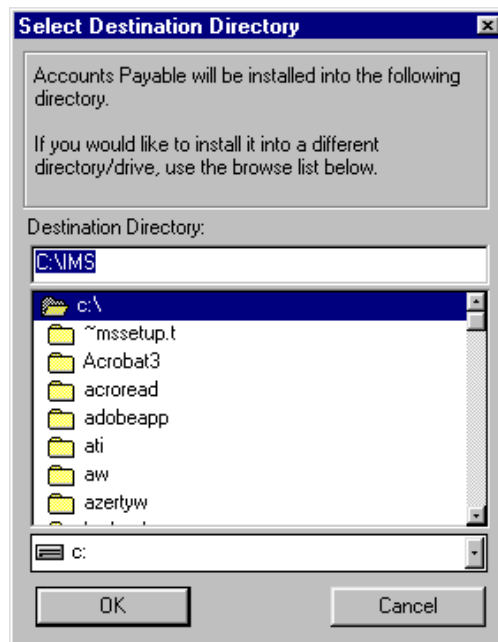 Select Destination Directory
Accounts Payable will be installed into the following
directory.
If you would like to install it into a different
directory/drive, use the browse list below.
Destination Directory:
C:\IMS
c:\
~mssetup.t
Acrobat3
acroread
adobeapp
ati
aw
azertyw
c:
OK
Cancel